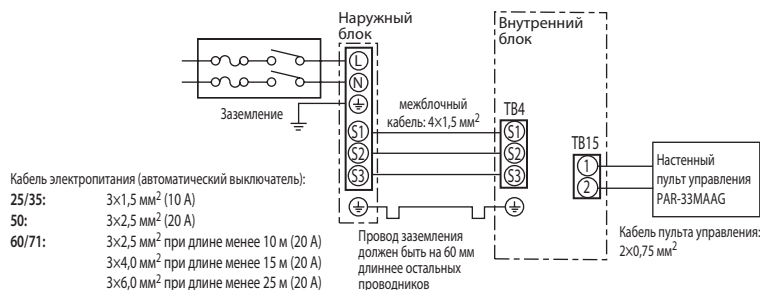 Наружный
блок
Внутренний
блок
L
N
Заземление
межблочный
кабель: 4×1,5 мм²
TB4
S1
S2
S3
S1
S2
S3
TB15
1
2
Настенный
пульт управления
PAR-33MAAG
Кабель пульта управления:
2×0,75 мм²
Провод заземления
должен быть на 60 мм
длиннее остальных
проводников
Кабель электропитания (автоматический выключатель):
25/35: 3×1,5 мм² (10 А)
50: 3×2,5 мм² (20 А)
60/71: 3×2,5 мм² при длине менее 10 м (20 А)
3×4,0 мм² при длине менее 15 м (20 А)
3×6,0 мм² при длине менее 25 м (20 А)